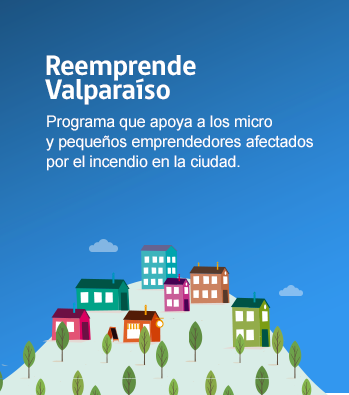 Reemprende
Valparaíso
Programa que apoya a los micro
y pequeños emprendedores afectados
por el incendio en la ciudad.